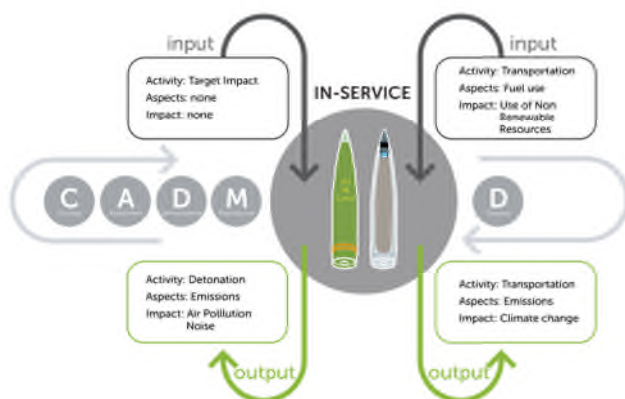 input
input
Activity: Target Impact
Aspects: none
Impact: none
IN-SERVICE
Activity: Transportation
Aspects: Fuel use
Impact: Use of Non
Renewable
Resources
C
A
D
M
D
Activity: Detonation
Aspects: Emissions
Impact: Air Polllution
Noise
Activity: Transportation
Aspects: Emissions
Impact: Climate change
output
output